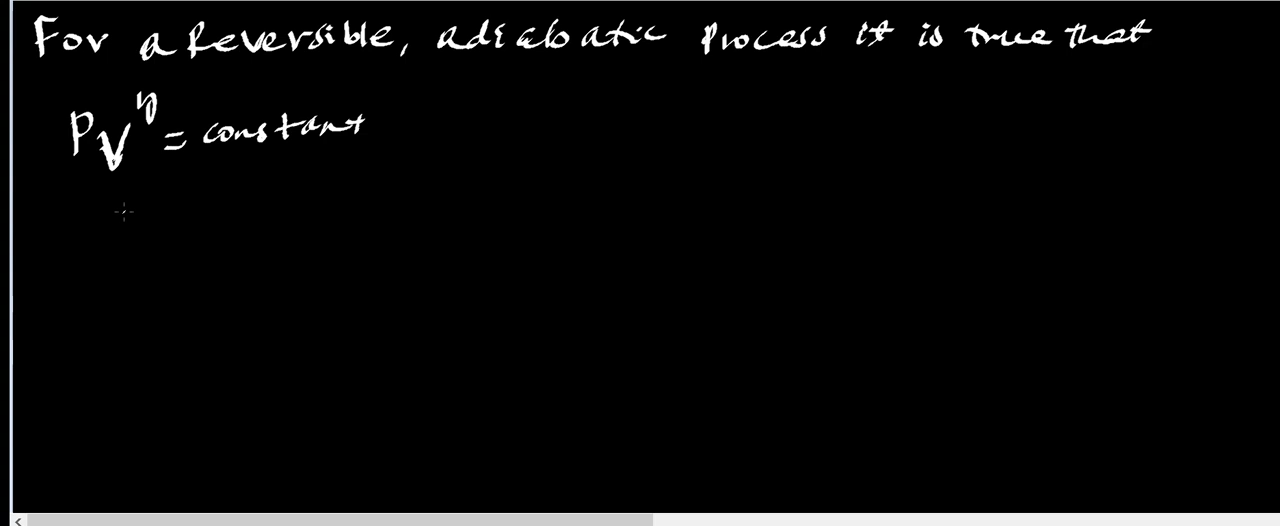 For a Reversible, adiabatic process it is true that
PV^η = constant